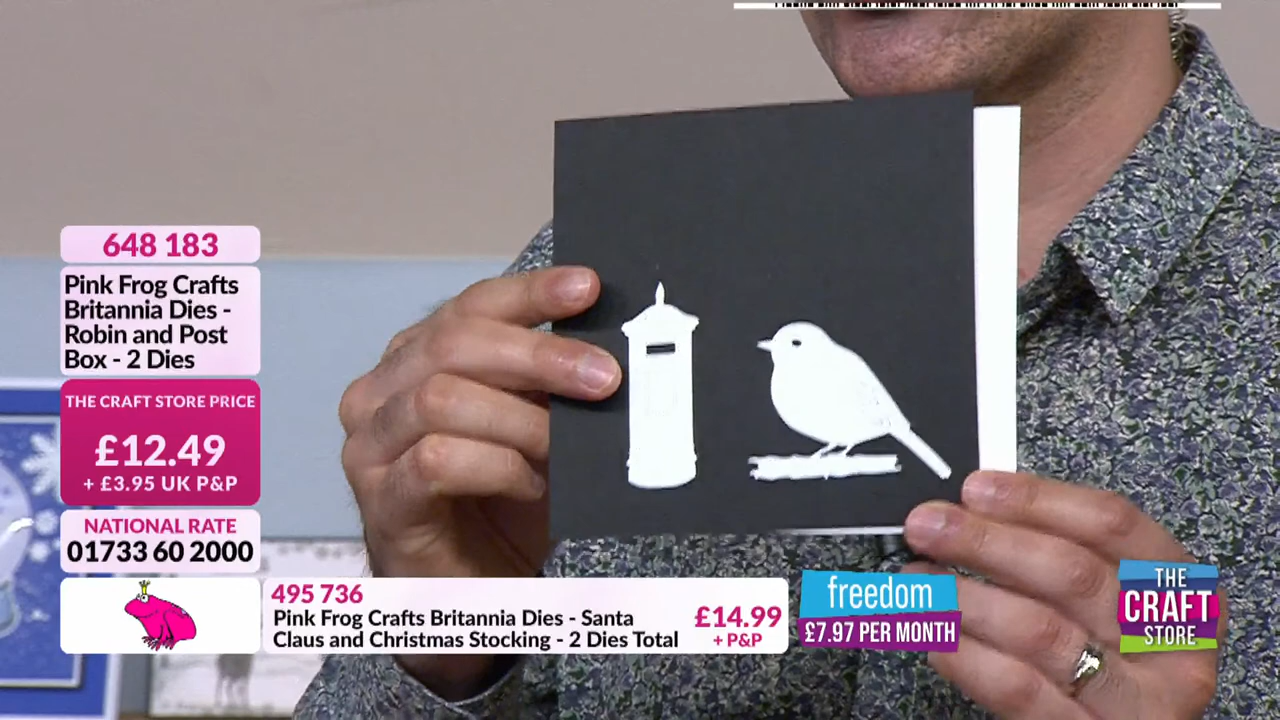 648 183
Pink Frog Crafts
Britannia Dies -
Robin and Post
Box - 2 Dies
THE CRAFT STORE PRICE
£12.49
+ £3.95 UK P&P
NATIONAL RATE
01733 60 2000
495 736
Pink Frog Crafts Britannia Dies - Santa
Claus and Christmas Stocking - 2 Dies Total
£14.99
+ P&P
freedom
£7.97 PER MONTH
THE
CRAFT
STORE